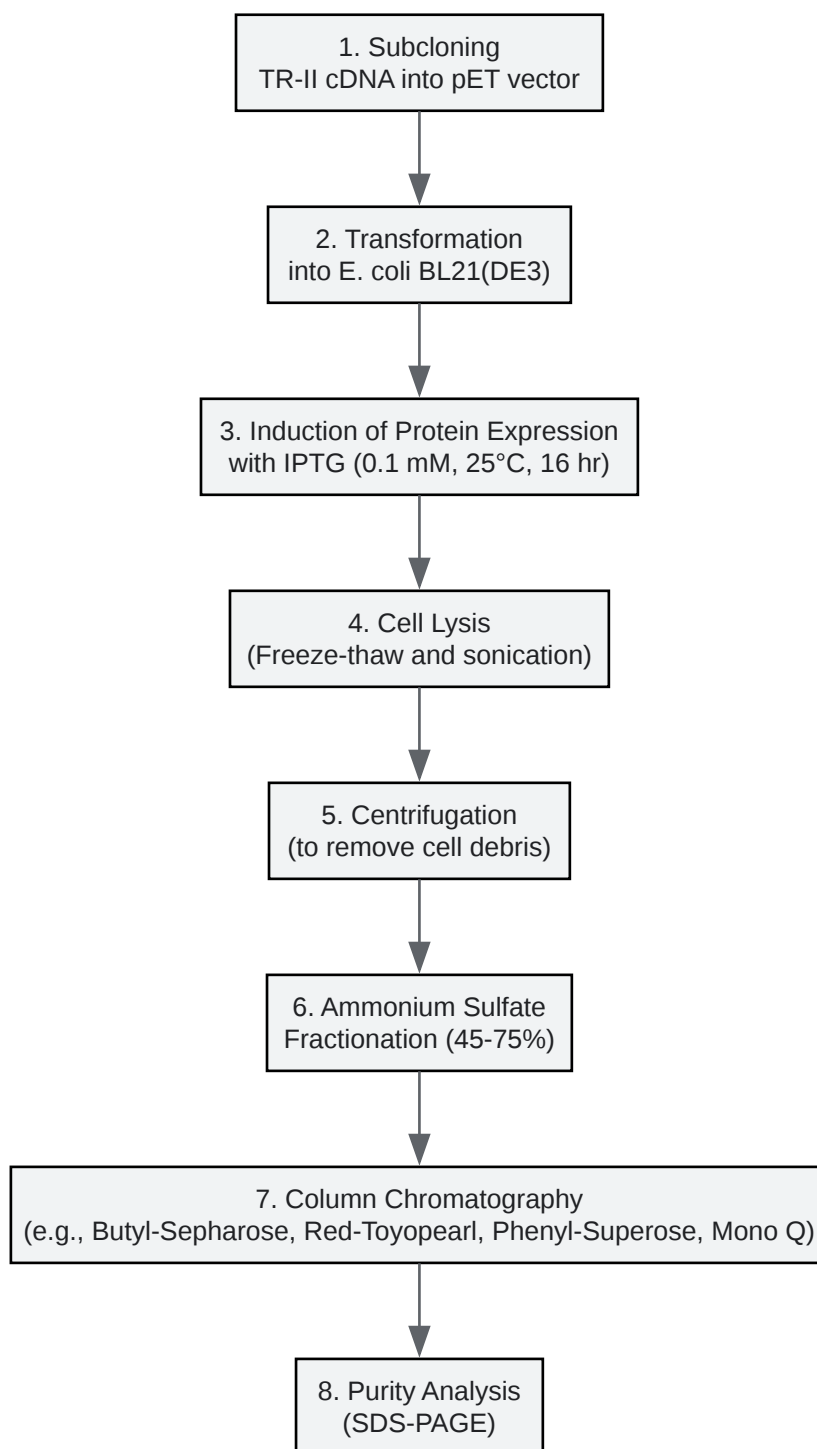 1. Subcloning
TR-II cDNA into pET vector
2. Transformation
into E. coli BL21(DE3)
3. Induction of Protein Expression
with IPTG (0.1 mM, 25°C, 16 hr)
4. Cell Lysis
(Freeze-thaw and sonication)
5. Centrifugation
(to remove cell debris)
6. Ammonium Sulfate
Fractionation (45-75%)
7. Column Chromatography
(e.g., Butyl-Sepharose, Red-Toyopearl, Phenyl-Superose, Mono Q)
8. Purity Analysis
(SDS-PAGE)